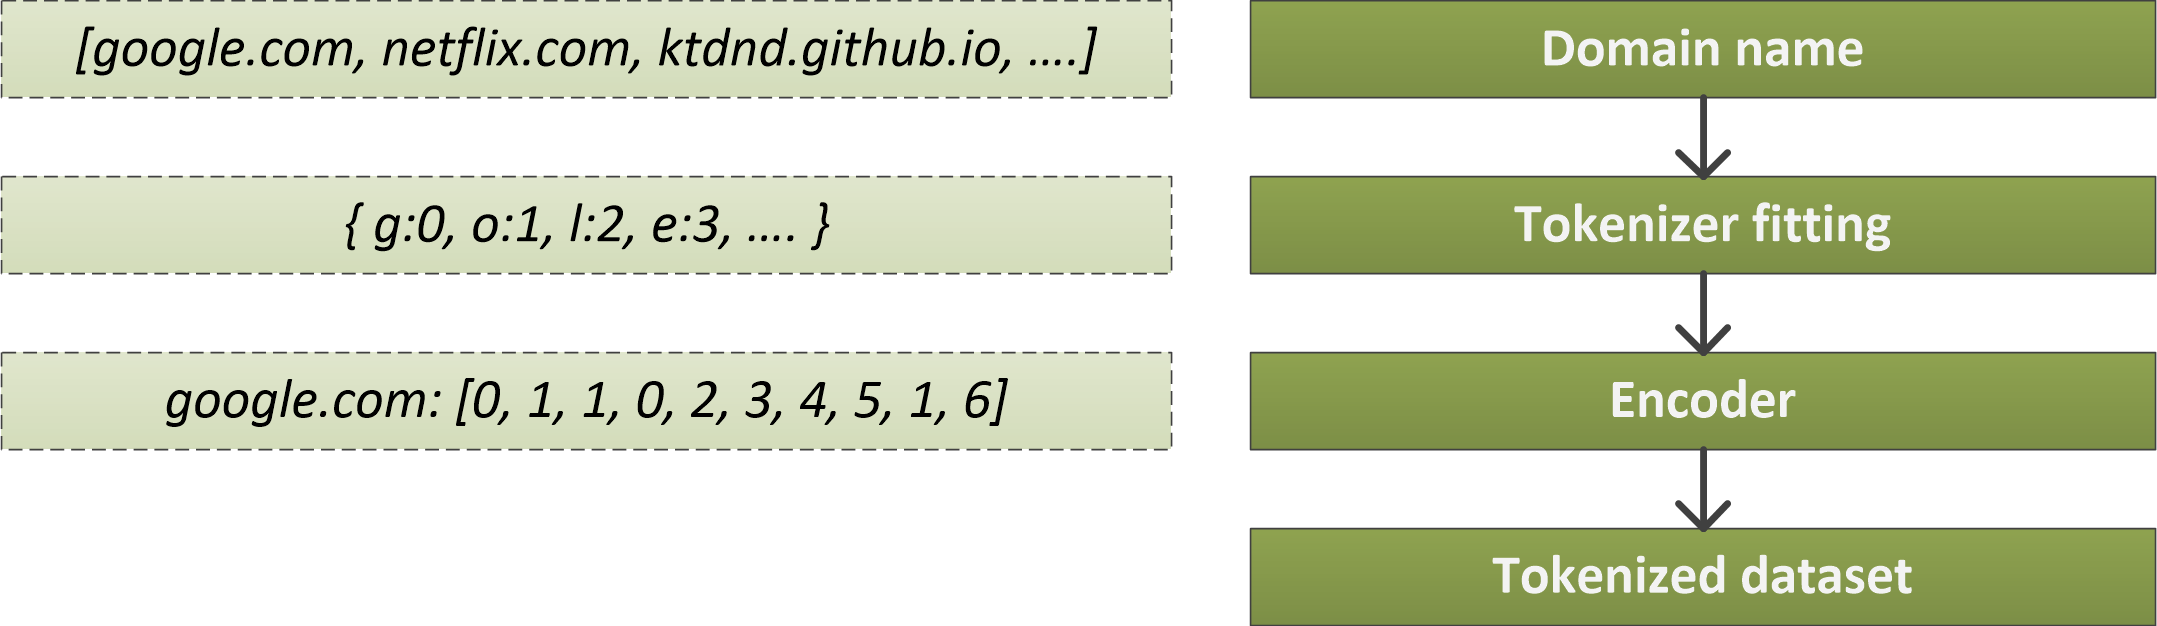 [google.com, netflix.com, ktdnd.github.io, ....]
Domain name
{ g:0, o:1, l:2, e:3, .... }
Tokenizer fitting
google.com: [0, 1, 1, 0, 2, 3, 4, 5, 1, 6]
Encoder
Tokenized dataset